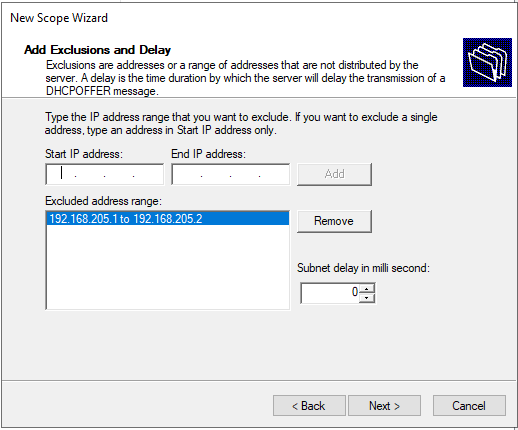 New Scope Wizard
Add Exclusions and Delay
Exclusions are addresses or a range of addresses that are not distributed by the
server. A delay is the time duration by which the server will delay the transmission of a
DHCPOFFER message.
Type the IP address range that you want to exclude. If you want to exclude a single
address, type an address in Start IP address only.
Start IP address: End IP address:
. . . . . . Add
Excluded address range:
192.168.205.1 to 192.168.205.2 Remove
Subnet delay in milli second:
0
< Back Next > Cancel